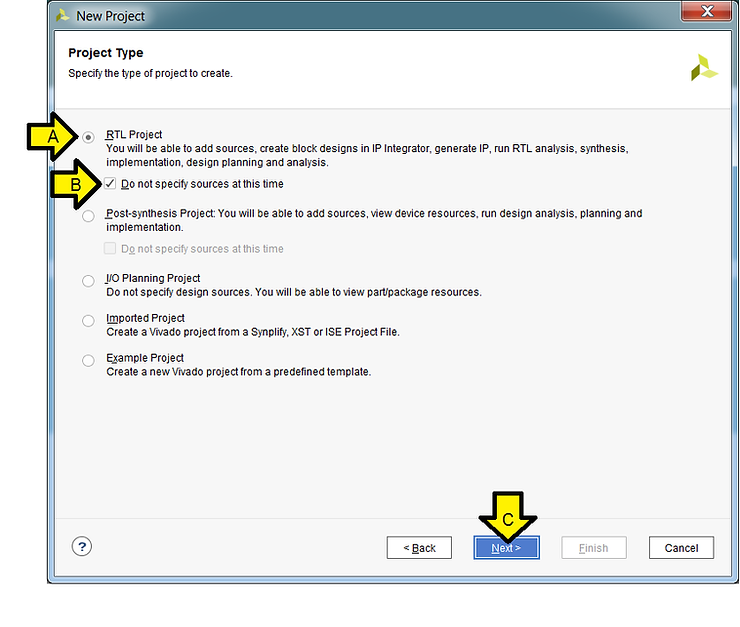 New Project
Project Type
Specify the type of project to create.
A
RTL Project
You will be able to add sources, create block designs in IP Integrator, generate IP, run RTL analysis, synthesis,
implementation, design planning and analysis.
B
Do not specify sources at this time
Post-synthesis Project: You will be able to add sources, view device resources, run design analysis, planning and
implementation.
Do not specify sources at this time
I/O Planning Project
Do not specify design sources. You will be able to view part/package resources.
Imported Project
Create a Vivado project from a Synplify, XST or ISE Project File.
Example Project
Create a new Vivado project from a predefined template.
C
?
< Back
Next >
Finish
Cancel